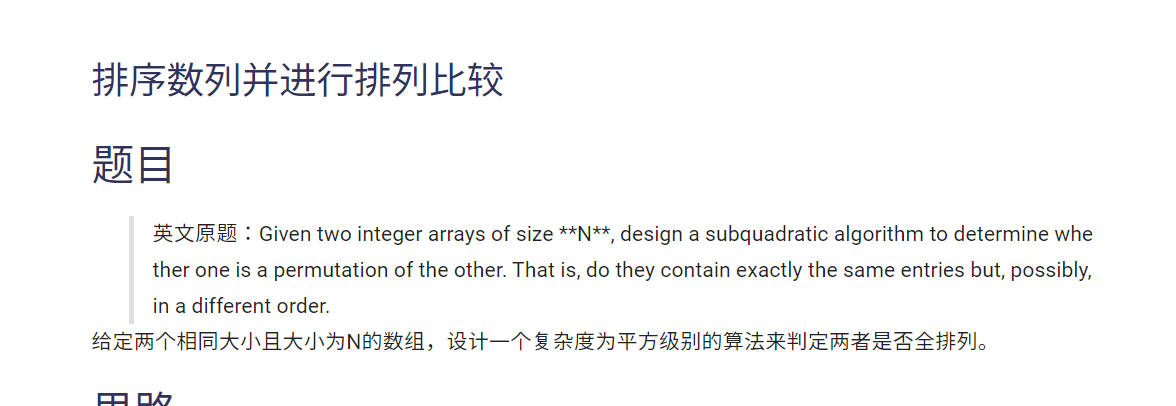 排序数列并进行排列比较
题目
英文原题：Given two integer arrays of size **N**, design a subquadratic algorithm to determine whe
ther one is a permutation of the other. That is, do they contain exactly the same entries but, possibly,
in a different order.
给定两个相同大小且大小为N的数组，设计一个复杂度为平方级别的算法来判定两者是否全排列。
思路